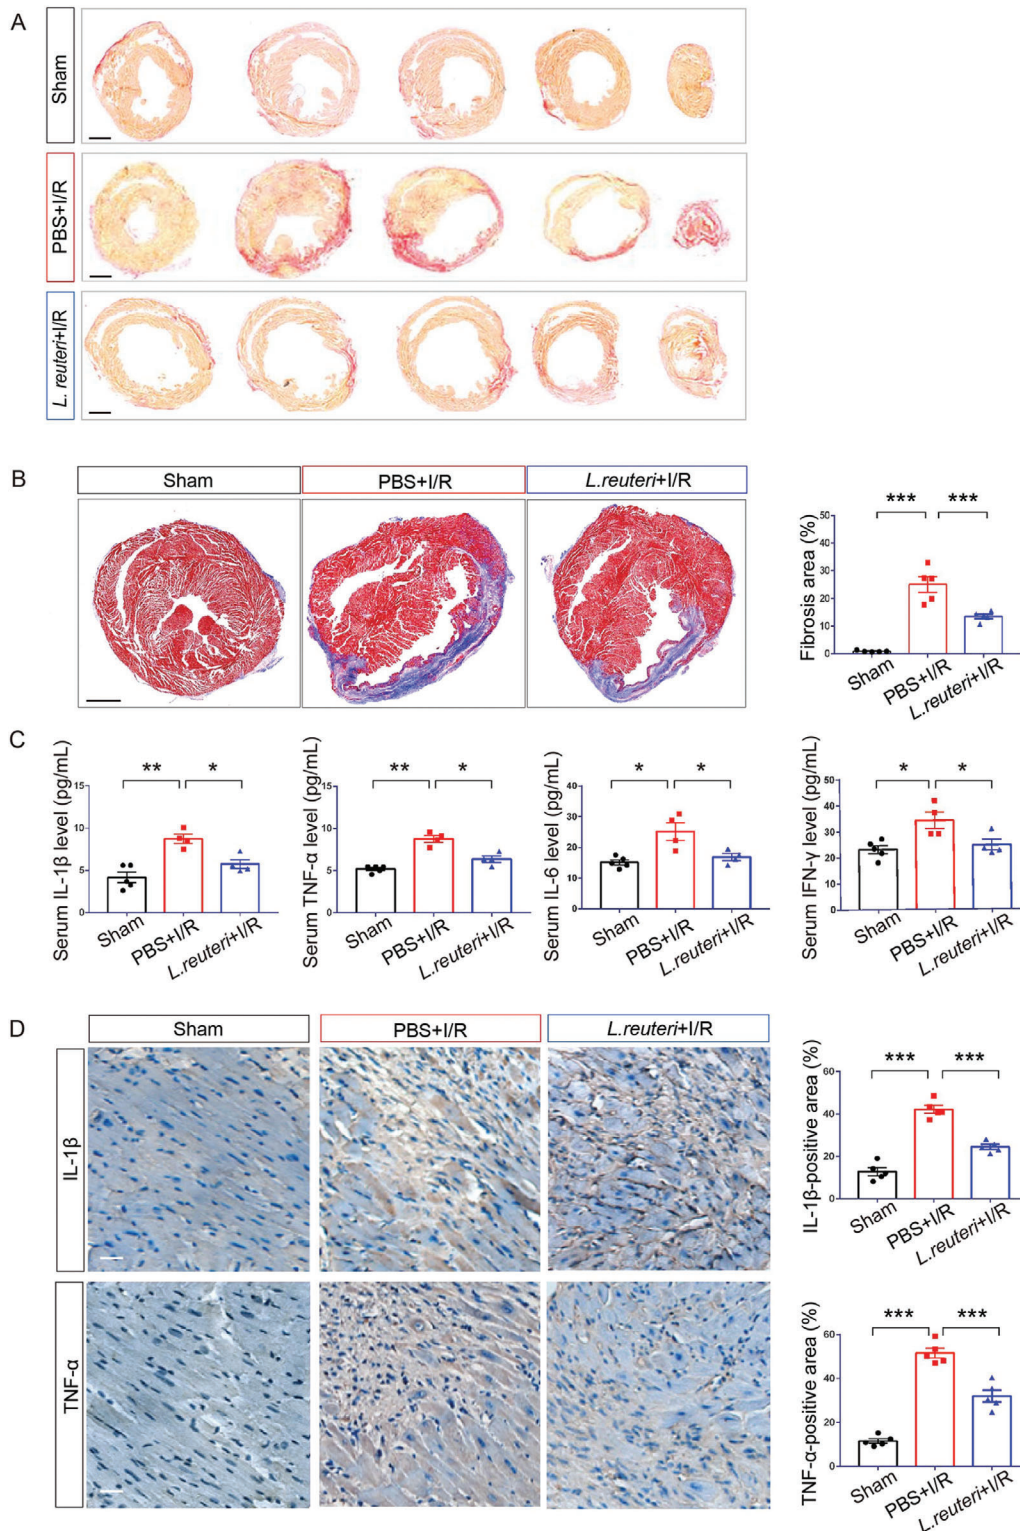 A
Sham
PBS+I/R
L. reuteri+I/R
B
Sham
PBS+I/R
L.reuteri+I/R
Fibrosis area (%)
50
40
30
20
10
0
***
***
Sham
PBS+I/R
L.reuteri+I/R
C
Serum IL-1β level (pg/mL)
15
10
5
0
**
*
Sham
PBS+I/R
L.reuteri+I/R
Serum TNF-α level (pg/mL)
15
10
5
0
**
*
Sham
PBS+I/R
L.reuteri+I/R
Serum IL-6 level (pg/mL)
40
30
20
10
0
*
*
Sham
PBS+I/R
L.reuteri+I/R
Serum IFN-γ level (pg/mL)
50
40
30
20
10
0
*
*
Sham
PBS+I/R
L.reuteri+I/R
D
Sham
PBS+I/R
L.reuteri+I/R
IL-1β
IL-1β-positive area (%)
60
40
20
0
***
***
Sham
PBS+I/R
L.reuteri+I/R
TNF-α
TNF-α-positive area (%)
60
40
20
0
***
***
Sham
PBS+I/R
L.reuteri+I/R